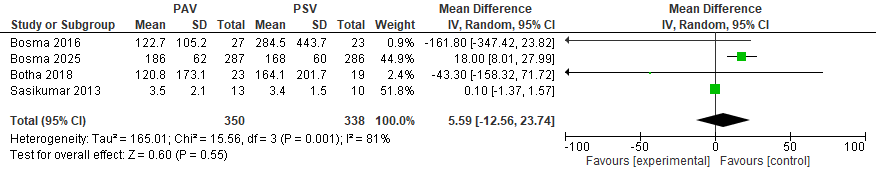 PAV PSV Mean Difference Mean Difference
Study or Subgroup Mean SD Total Mean SD Total Weight IV, Random, 95% CI IV, Random, 95% CI
Bosma 2016 122.7 105.2 27 284.5 443.7 23 0.9% -161.80 [-347.42, 23.82]
Bosma 2025 186 62 287 168 60 286 44.9% 18.00 [8.01, 27.99]
Botha 2018 120.8 173.1 23 164.1 201.7 19 2.4% -43.30 [-158.32, 71.72]
Sasikumar 2013 3.5 2.1 13 3.4 1.5 10 51.8% 0.10 [-1.37, 1.57]
Total (95% CI) 350 338 100.0% 5.59 [-12.56, 23.74]
Heterogeneity: Tau² = 165.01; Chi² = 15.56, df = 3 (P = 0.001); I² = 81%
Test for overall effect: Z = 0.60 (P = 0.55)
-100 -50 0 50 100
Favours [experimental] Favours [control]